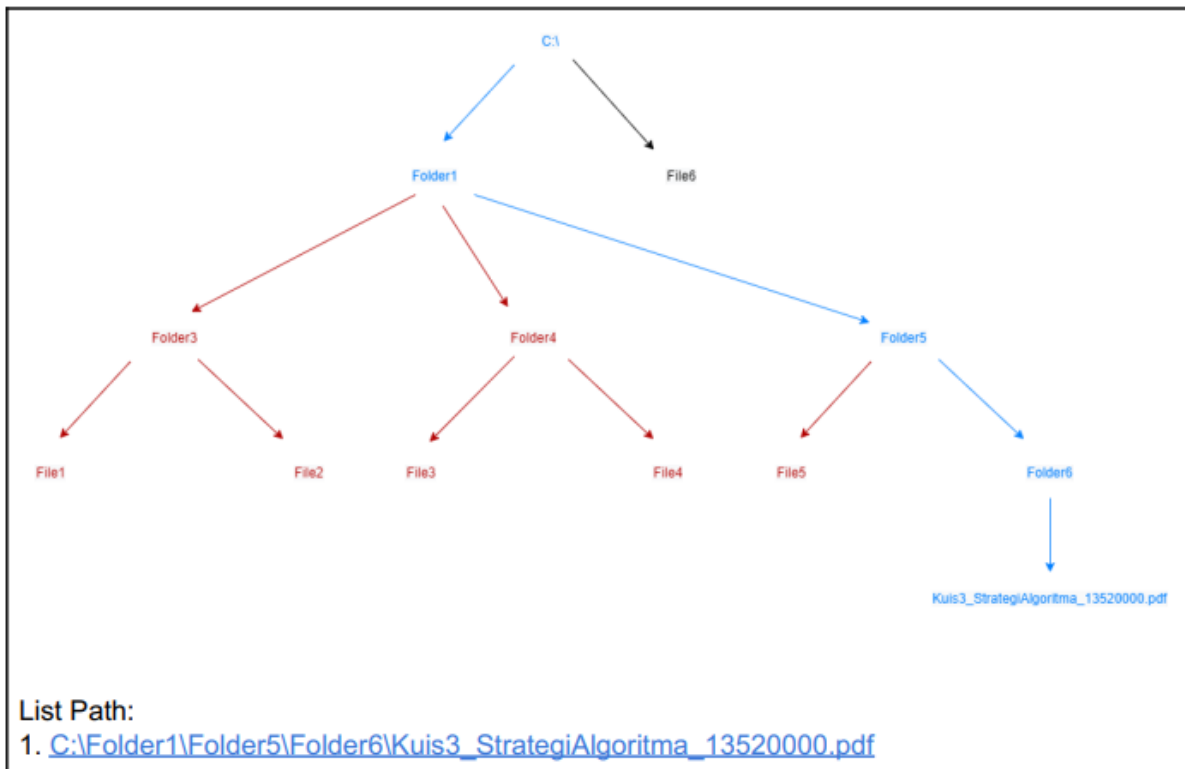 C:\
Folder1
File6
Folder3
Folder4
Folder5
File1
File2
File3
File4
File5
Folder6
Kuis3_StrategiAlgoritma_13520000.pdf
List Path:
1. C:\Folder1\Folder5\Folder6\Kuis3_StrategiAlgoritma_13520000.pdf